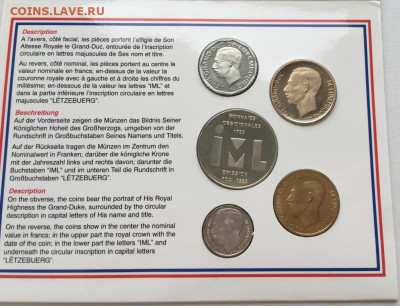 COINS.LAVE.RU
Description
A l'avers, côté facial, les pièces portent l'effigie de Son
Altesse Royale le Grand-Duc, entourée de l'inscription
circulaire en lettres majuscules de Ses nom et titre.
Au revers, côté nominal, les pièces portent au centre la
valeur nominale en francs; en-dessus de la valeur la
couronne royale avec à gauche et à droite les chiffres du
millésime; en-dessous de la valeur les lettres "IML" et
dans la partie inférieure l'inscription circulaire en lettres
majuscules "LËTZEBUERG".
Beschreibung
Auf der Vorderseite zeigen die Münzen das Bildnis Seiner
Königlichen Hoheit des Großherzogs, umgeben von der
Rundschrift in Großbuchstaben Seines Namens und Titels.
Auf der Rückseite tragen die Münzen im Zentrum den
Nominalwert in Franken; darüber die königliche Krone
mit der Jahreszahl links und rechts davon; darunter die
Buchstaben "IML" und im unteren Teil die Rundschrift in
Großbuchstaben "LËTZEBUERG".
Description
On the obverse, the coins bear the portrait of His Royal
Highness the Grand-Duke, surrounded by the circular
description in capital letters of His name and title.
On the reverse, the coins show in the center the nominal
value in francs; in the upper part the royal crown with the
date of the coin; in the lower part the capital letters "IML" and
underneath the circular inscription in capital letters
"LËTZEBUERG".
MONNAIES
OBSIDIONALES
IML
EMISSION